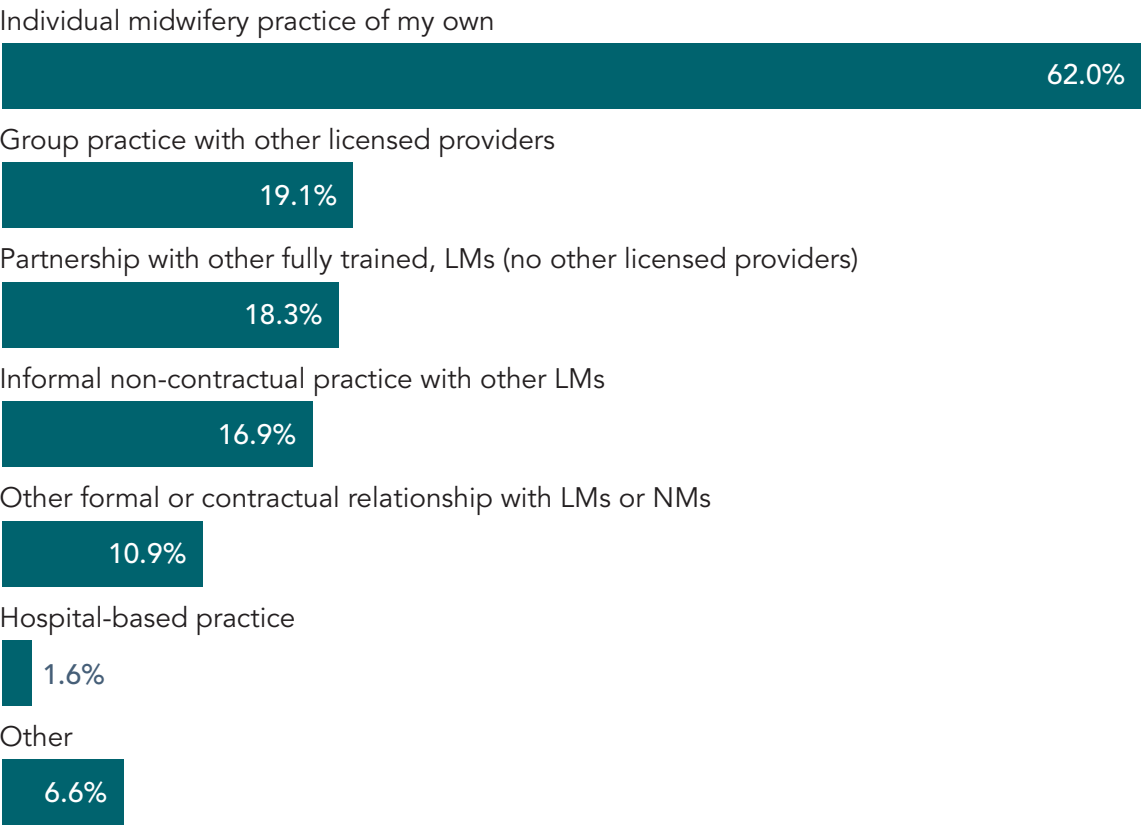 Individual midwifery practice of my own
62.0%
Group practice with other licensed providers
19.1%
Partnership with other fully trained, LMs (no other licensed providers)
18.3%
Informal non-contractual practice with other LMs
16.9%
Other formal or contractual relationship with LMs or NMs
10.9%
Hospital-based practice
1.6%
Other
6.6%